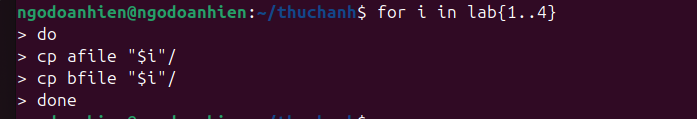 ngodoanhien@ngodoanhien:~/thuchanh$ for i in lab{1..4}
> do
> cp afile "$i"/
> cp bfile "$i"/
> done